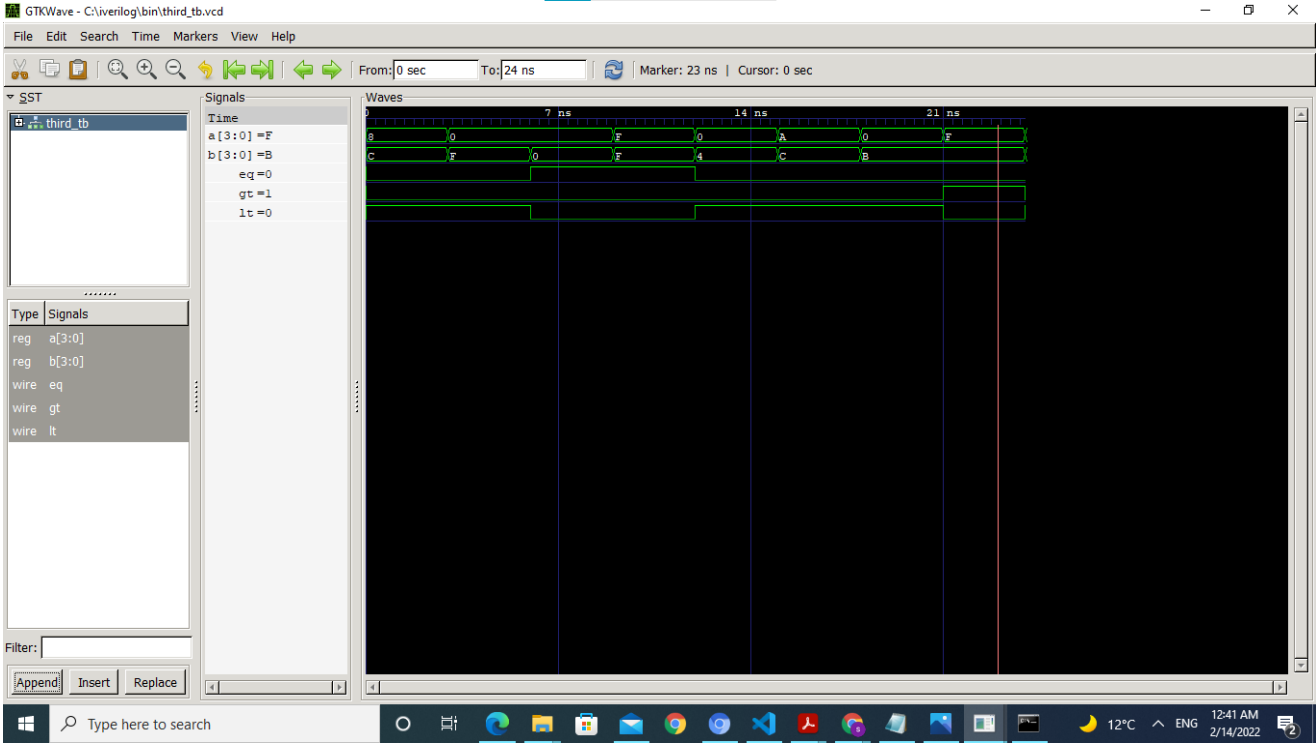 GTKWave - C:\iverilog\bin\third_tb.vcd
File Edit Search Time Markers View Help
From: 0 sec To: 24 ns Marker: 23 ns | Cursor: 0 sec
SST
third_tb
Type Signals
reg a[3:0]
reg b[3:0]
wire eq
wire gt
wire lt
Filter:
Append Insert Replace
Signals
Time
a[3:0] =F
b[3:0] =B
eq =0
gt =1
lt =0
Waves
0 7 ns 14 ns 21 ns
8 0 F 0 A 0 F
C F 0 F 4 C B
Type here to search
12°C ENG
12:41 AM
2/14/2022
2